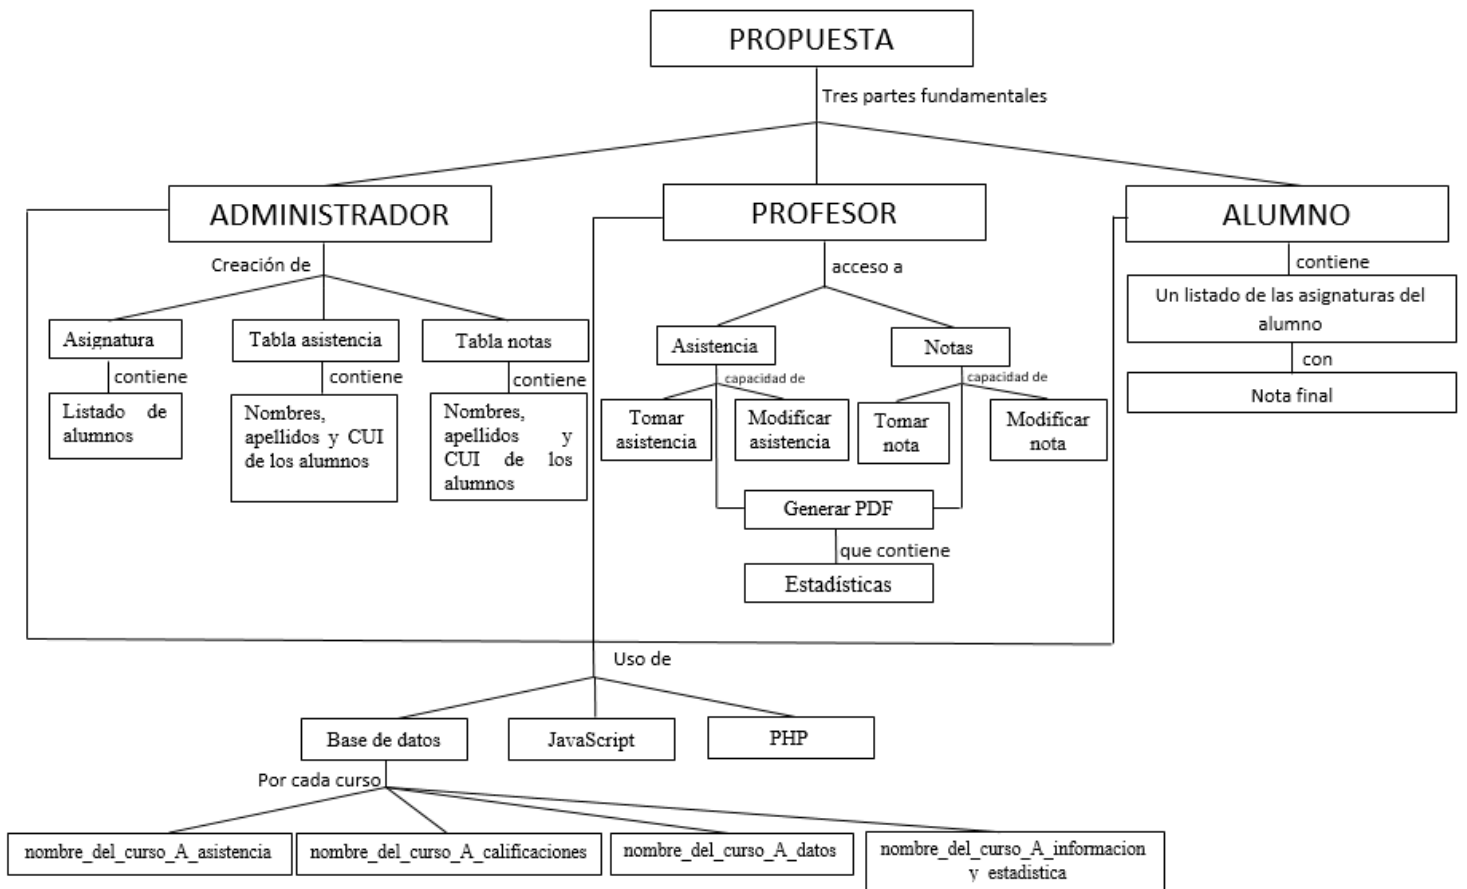 PROPUESTA
Tres partes fundamentales
ADMINISTRADOR
PROFESOR
ALUMNO
Creación de
acceso a
contiene
Asignatura
Tabla asistencia
Tabla notas
Asistencia
Notas
Un listado de las asignaturas del
alumno
contiene
contiene
contiene
capacidad de
capacidad de
con
Listado de
alumnos
Nombres,
apellidos y CUI
de los alumnos
Nombres,
apellidos y
CUI de los
alumnos
Tomar
asistencia
Modificar
asistencia
Tomar
nota
Modificar
nota
Nota final
Generar PDF
que contiene
Estadísticas
Uso de
Base de datos
JavaScript
PHP
Por cada curso
nombre_del_curso_A_asistencia
nombre_del_curso_A_calificaciones
nombre_del_curso_A_datos
nombre_del_curso_A_informacion
y estadistica